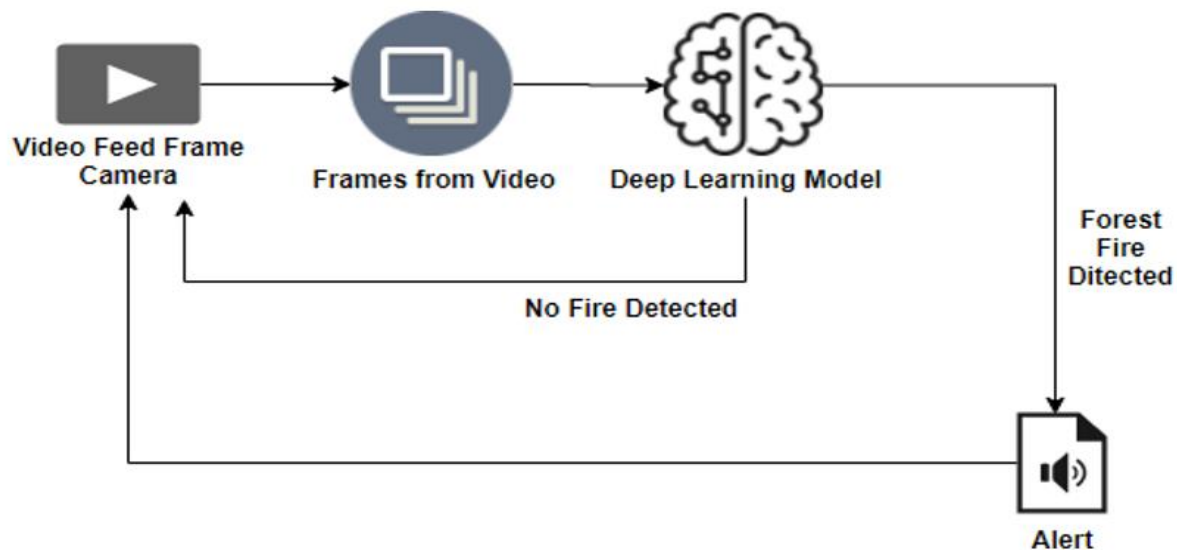 Video Feed Frame
Camera
Frames from Video
Deep Learning Model
Forest
Fire
Ditected
No Fire Detected
Alert